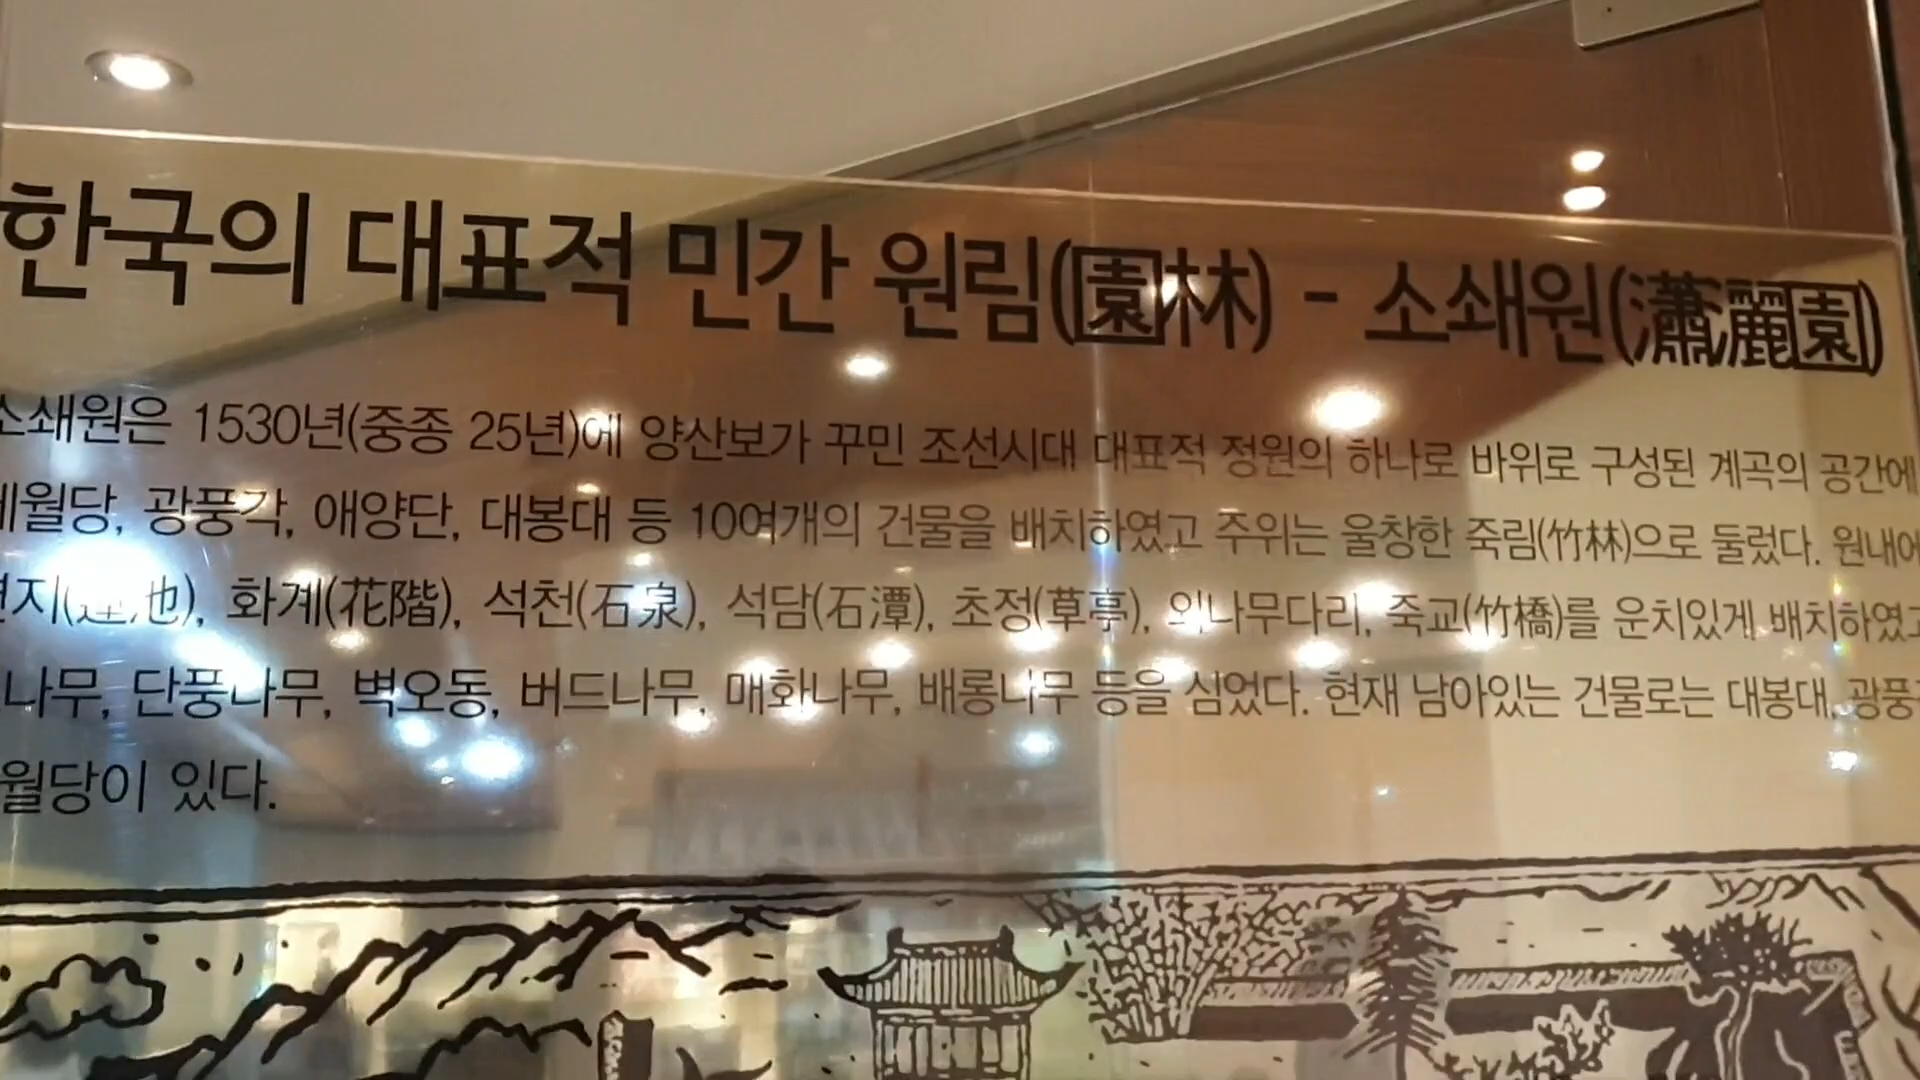 한국의 대표적 민간 원림(園林) - 소쇄원(瀟麗園)
소쇄원은 1530년(중종 25년)에 양산보가 꾸민 조선시대 대표적 정원의 하나로 바위로 구성된 계곡의 공간에
광풍각, 애양단, 대봉대 등 10여개의 건물을 배치하였고 주위는 울창한 죽림(竹林)으로 둘렀다. 원내에
화계(花階), 석천(石泉), 석담(石潭), 초정(草亭), 외나무다리, 죽교(竹橋)를 운치있게 배치하였고
나무, 단풍나무, 벽오동, 버드나무, 매화나무, 배롱나무 등을 심었다. 현재 남아있는 건물로는 대봉대, 광풍
월당이 있다.